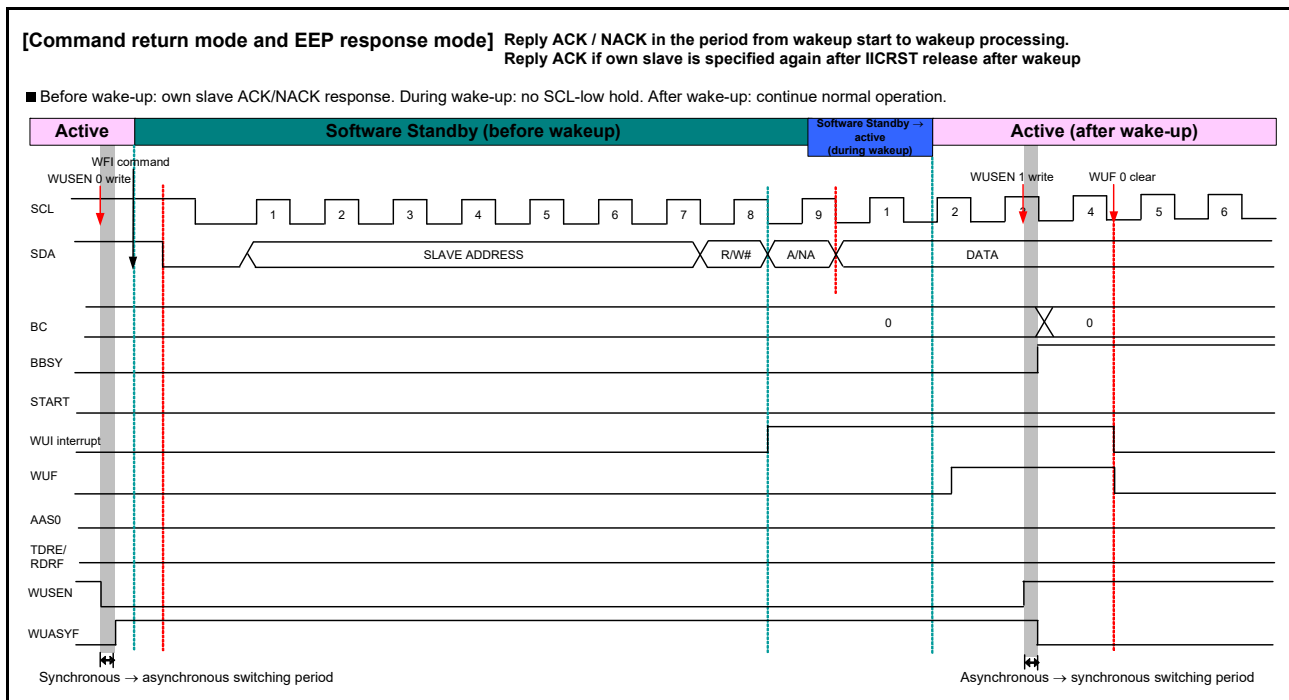 [Command return mode and EEP response mode] Reply ACK / NACK in the period from wakeup start to wakeup processing.
Reply ACK if own slave is specified again after IICRST release after wakeup
■ Before wake-up: own slave ACK/NACK response. During wake-up: no SCL-low hold. After wake-up: continue normal operation.
Active
Software Standby (before wakeup)
Software Standby → active (during wakeup)
Active (after wake-up)
WFI command
WUSEN 0 write
WUSEN 1 write
WUF 0 clear
SCL 1 2 3 4 5 6 7 8 9 1 2 3 4 5 6
SDA SLAVE ADDRESS R/W# A/NA DATA
BC 0 0
BBSY
START
WUI interrupt
WUF
AAS0
TDRE/
RDRF
WUSEN
WUASYF
Synchronous → asynchronous switching period
Asynchronous → synchronous switching period